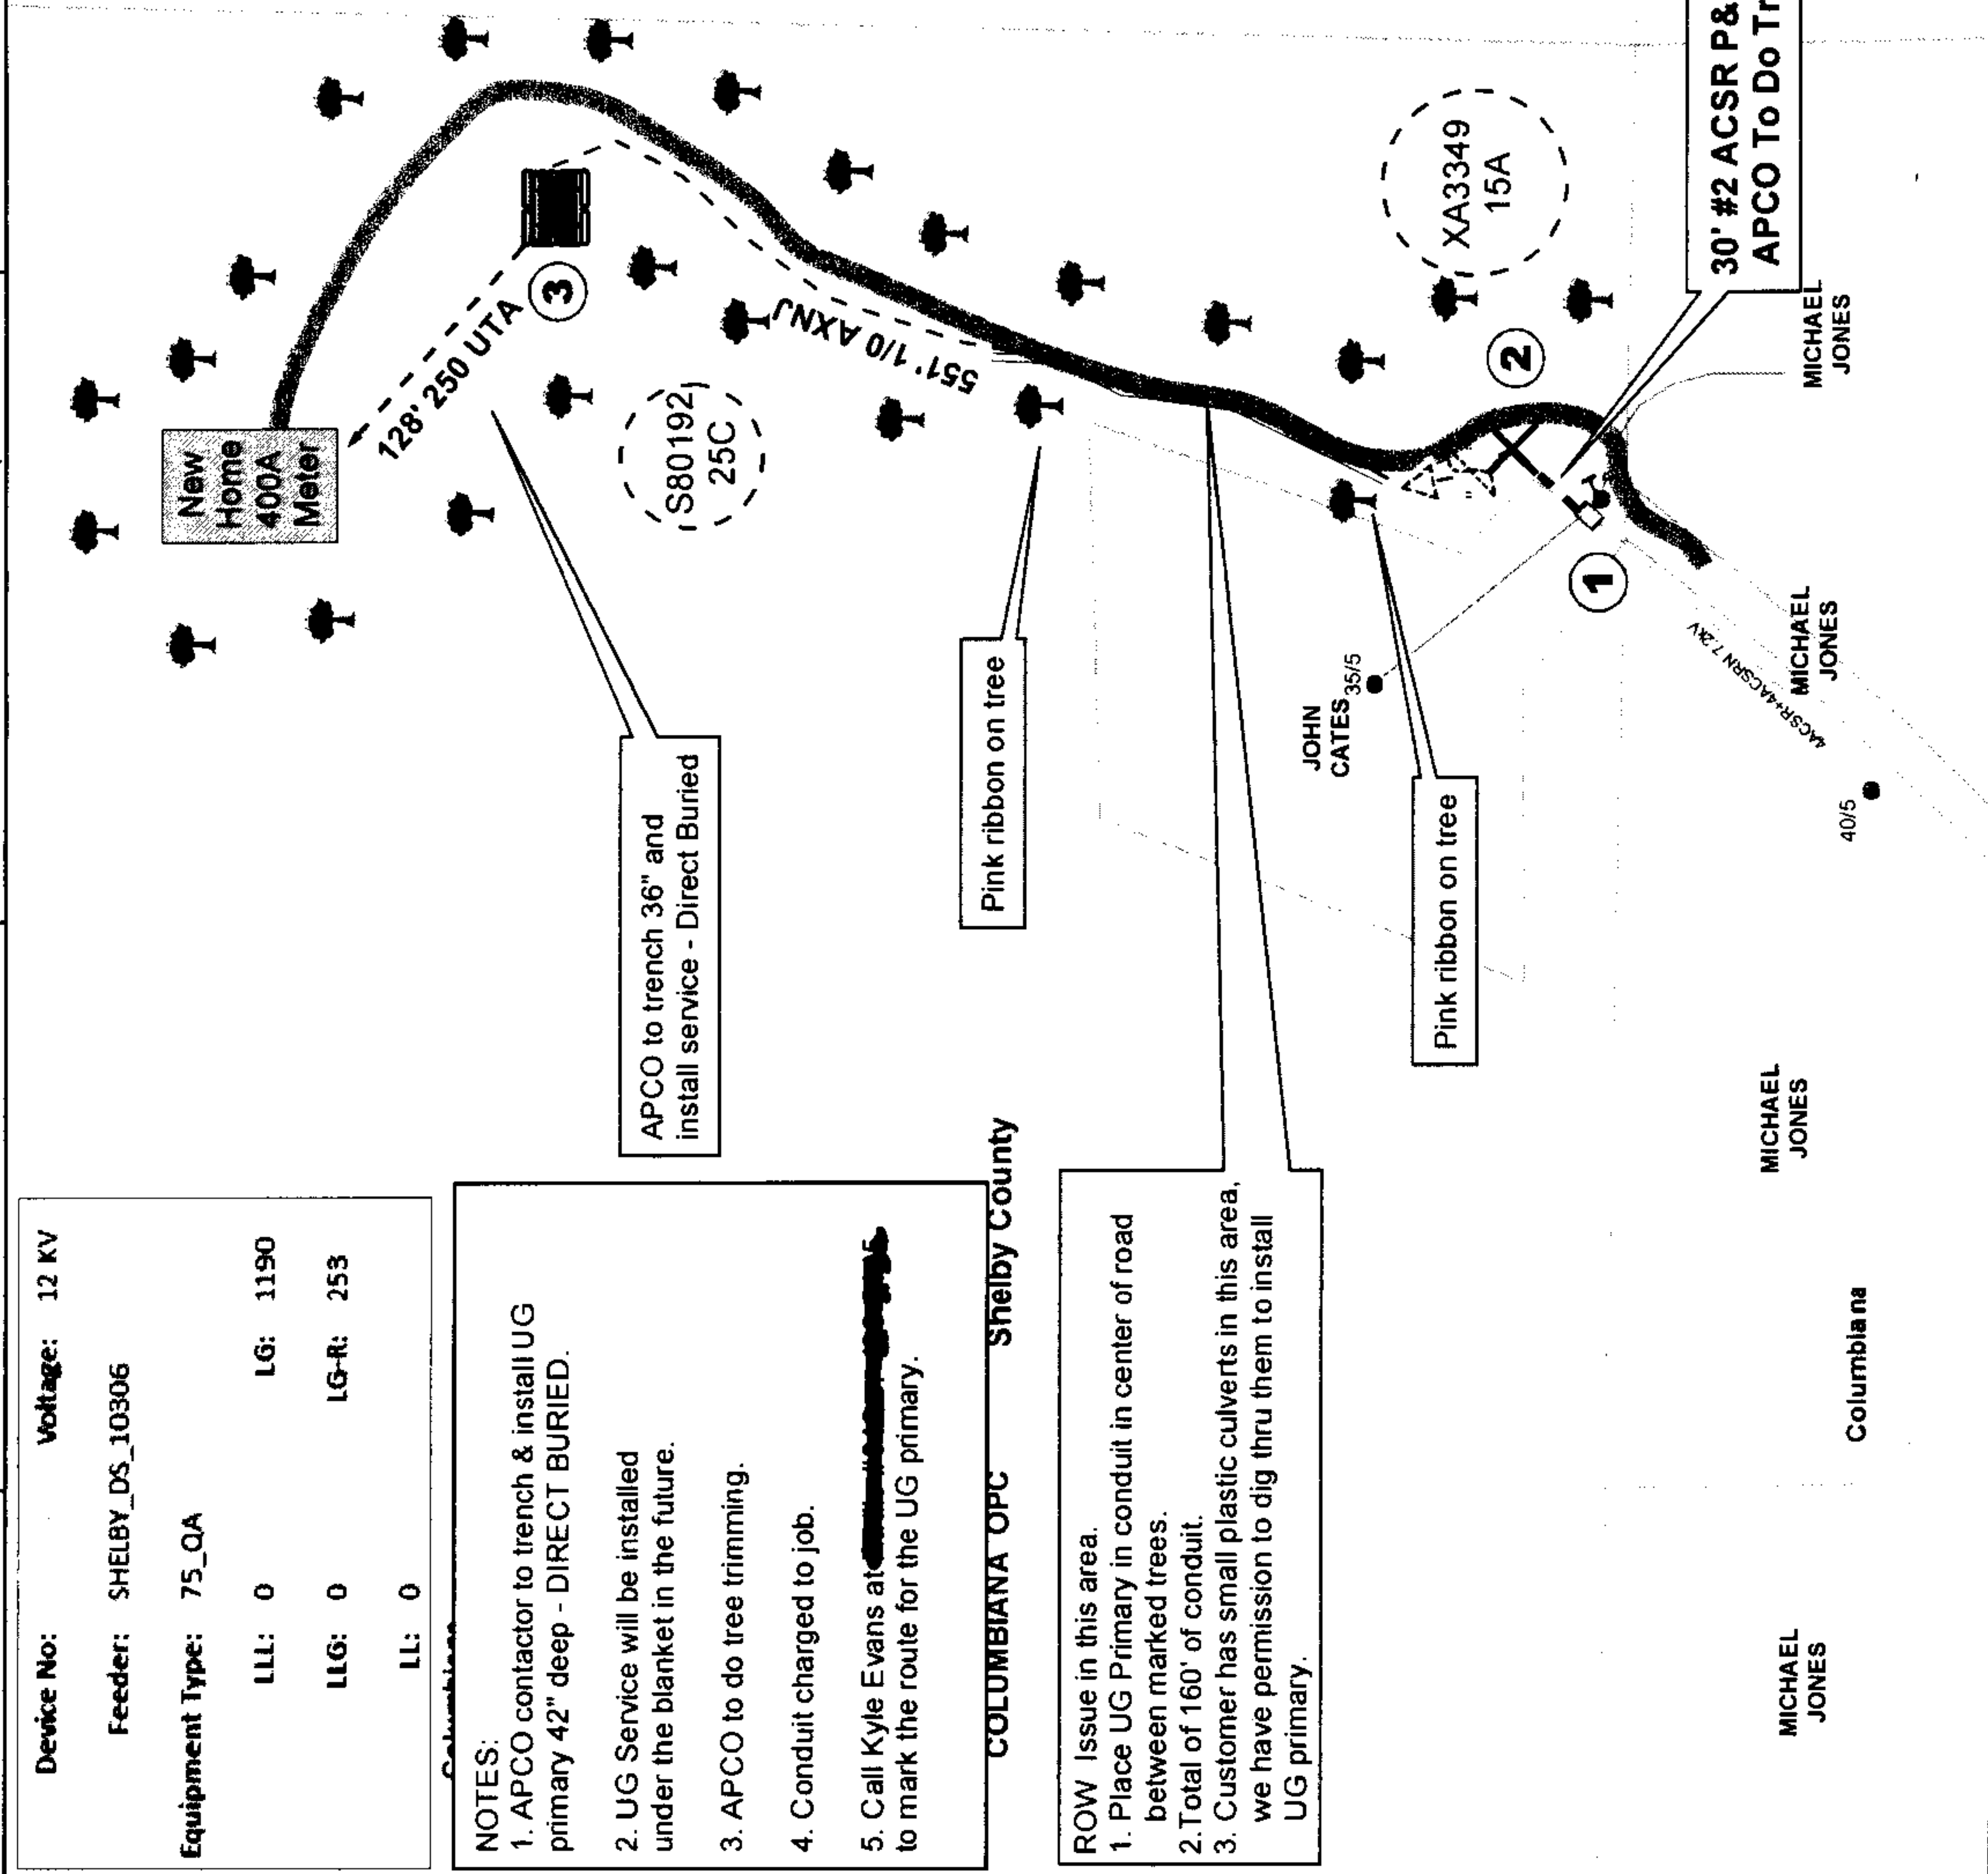 Device No:
Voltage: 12 KV
Feeder: SHELBY_DS_10306
Equipment Type: 75_QA
LLL: 0
LG: 1190
LLG: 0
LG-R: 253
LL: 0
NOTES:
1. APCO contactor to trench & install UG
primary 42" deep - DIRECT BURIED.
2. UG Service will be installed
under the blanket in the future.
3. APCO to do tree trimming.
4. Conduit charged to job.
5. Call Kyle Evans at
to mark the route for the UG primary.
COLUMBIANA OPC
Shelby County
ROW Issue in this area.
1. Place UG Primary in conduit in center of road
between marked trees.
2.Total of 160' of conduit.
3. Customer has small plastic culverts in this area,
we have permission to dig thru them to install
UG primary.
APCO to trench 36" and
install service - Direct Buried
New
Home
400A
Meter
128' 250 UTA
3
S80192
25C
551' 1/0 AXNJ
Pink ribbon on tree
Pink ribbon on tree
JOHN
CATES
35/5
XA3349
15A
2
1
30' #2 ACSR P&
APCO To Do Tr
4ACSR+4ACSRN 7.2kV
40/5
MICHAEL
JONES
MICHAEL
JONES
MICHAEL
JONES
MICHAEL
JONES
Columbiana